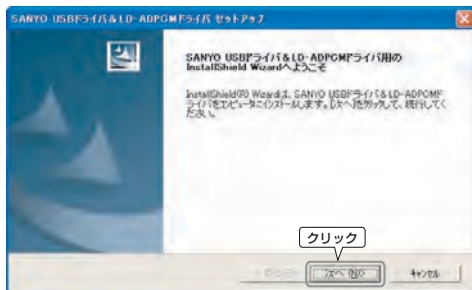 SANYO USBドライバ&LD-ADPCMドライバ セットアップ
SANYO USBドライバ&LD-ADPCMドライバ用の
InstallShield Wizardへようこそ
InstallShield(R) Wizardは、SANYO USBドライバ&LD-ADPCMド
ライバをコンピュータにインストールします。[次へ]をクリックして、続行してく
ださい。
クリック
次へ(N)>
キャンセル